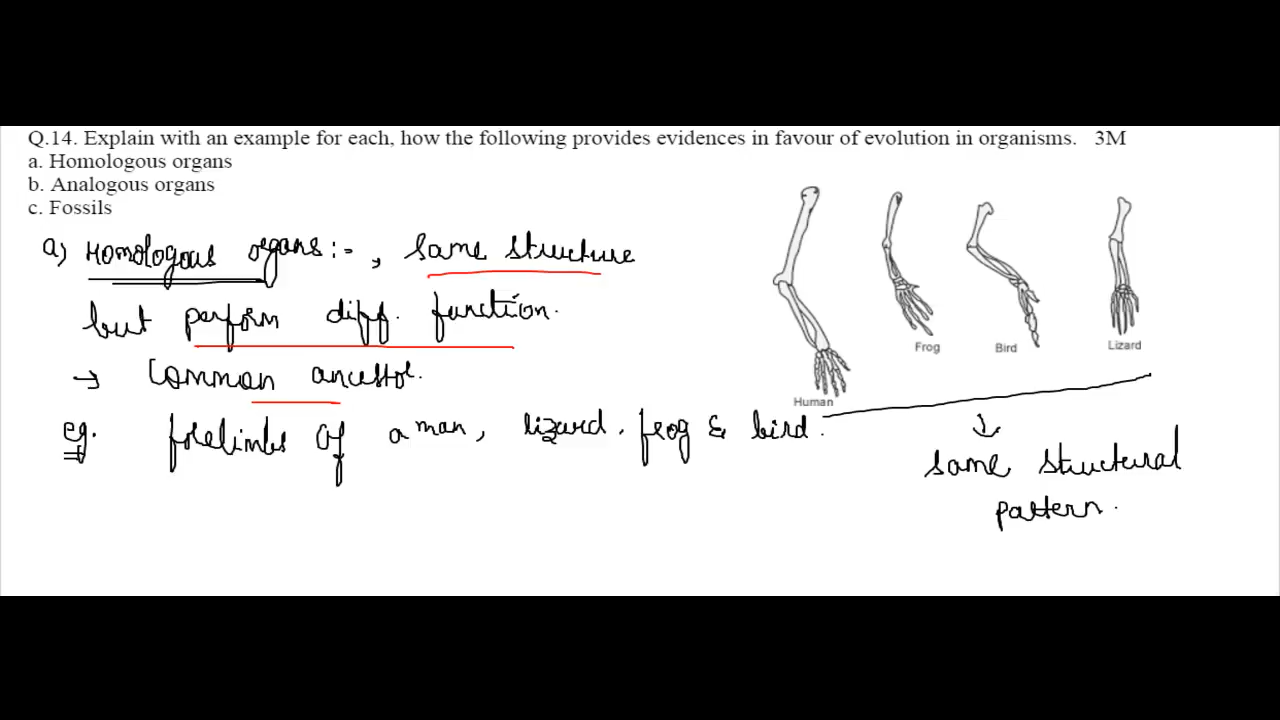 Q.14. Explain with an example for each, how the following provides evidences in favour of evolution in organisms. 3M
a. Homologous organs
b. Analogous organs
c. Fossils
a) Homologous organs :- , same structure
but perform diff. function.
→ Common ancestor.
eg. forelimbs of a man, lizard, frog & bird.
Human
Frog
Bird
Lizard
↓
same structural
pattern.